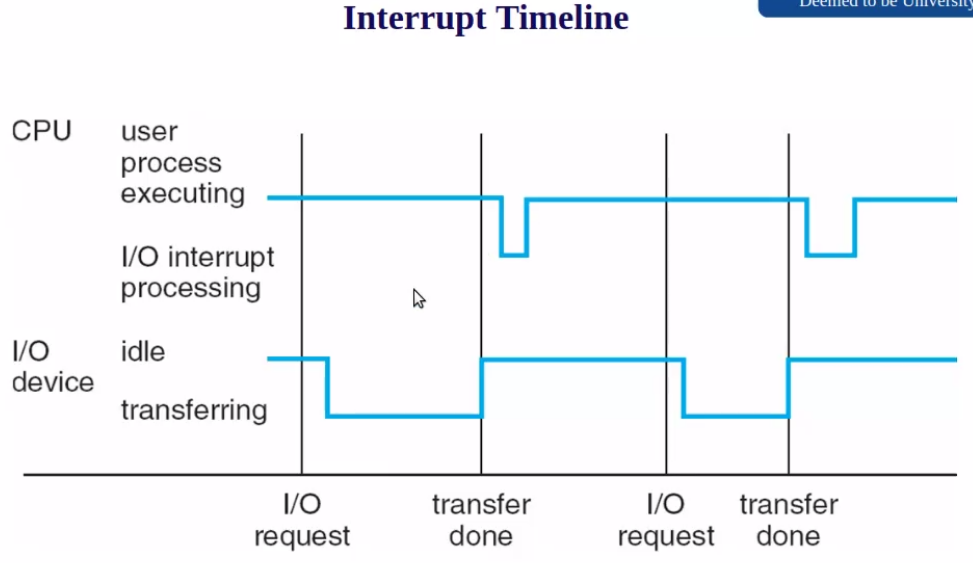 Deemed to be University
Interrupt Timeline
CPU
user
process
executing
I/O interrupt
processing
I/O
device
idle
transferring
I/O
request
transfer
done
I/O
request
transfer
done